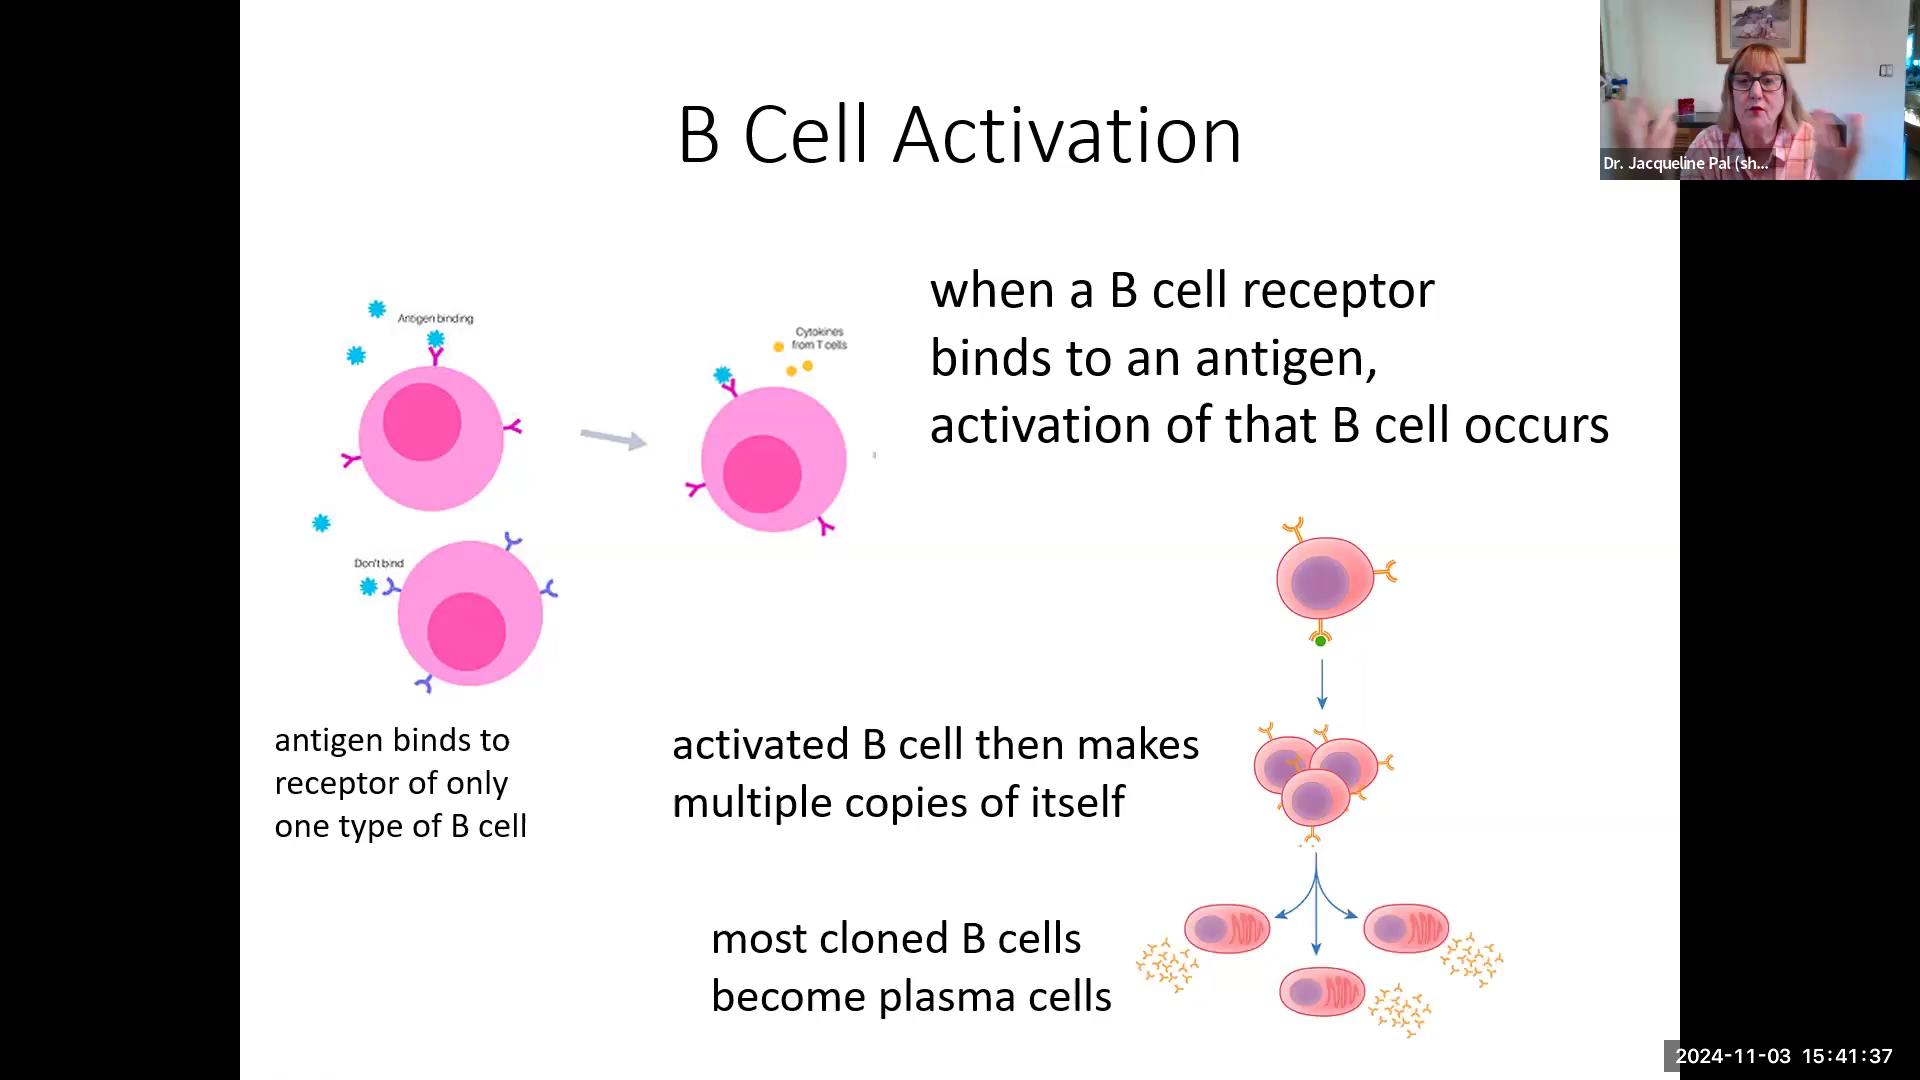 B Cell Activation
Dr. Jacqueline Pal (sh...
when a B cell receptor
binds to an antigen,
activation of that B cell occurs
Antigen binding
Cytokines
from T cells
Don't bind
antigen binds to
receptor of only
one type of B cell
activated B cell then makes
multiple copies of itself
most cloned B cells
become plasma cells
2024-11-03 15:41:37